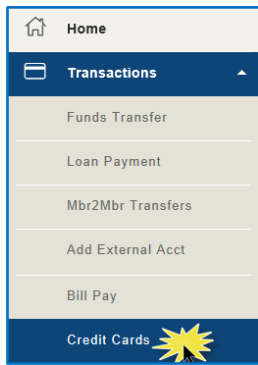 Home
Transactions
Funds Transfer
Loan Payment
Mbr2Mbr Transfers
Add External Acct
Bill Pay
Credit Cards